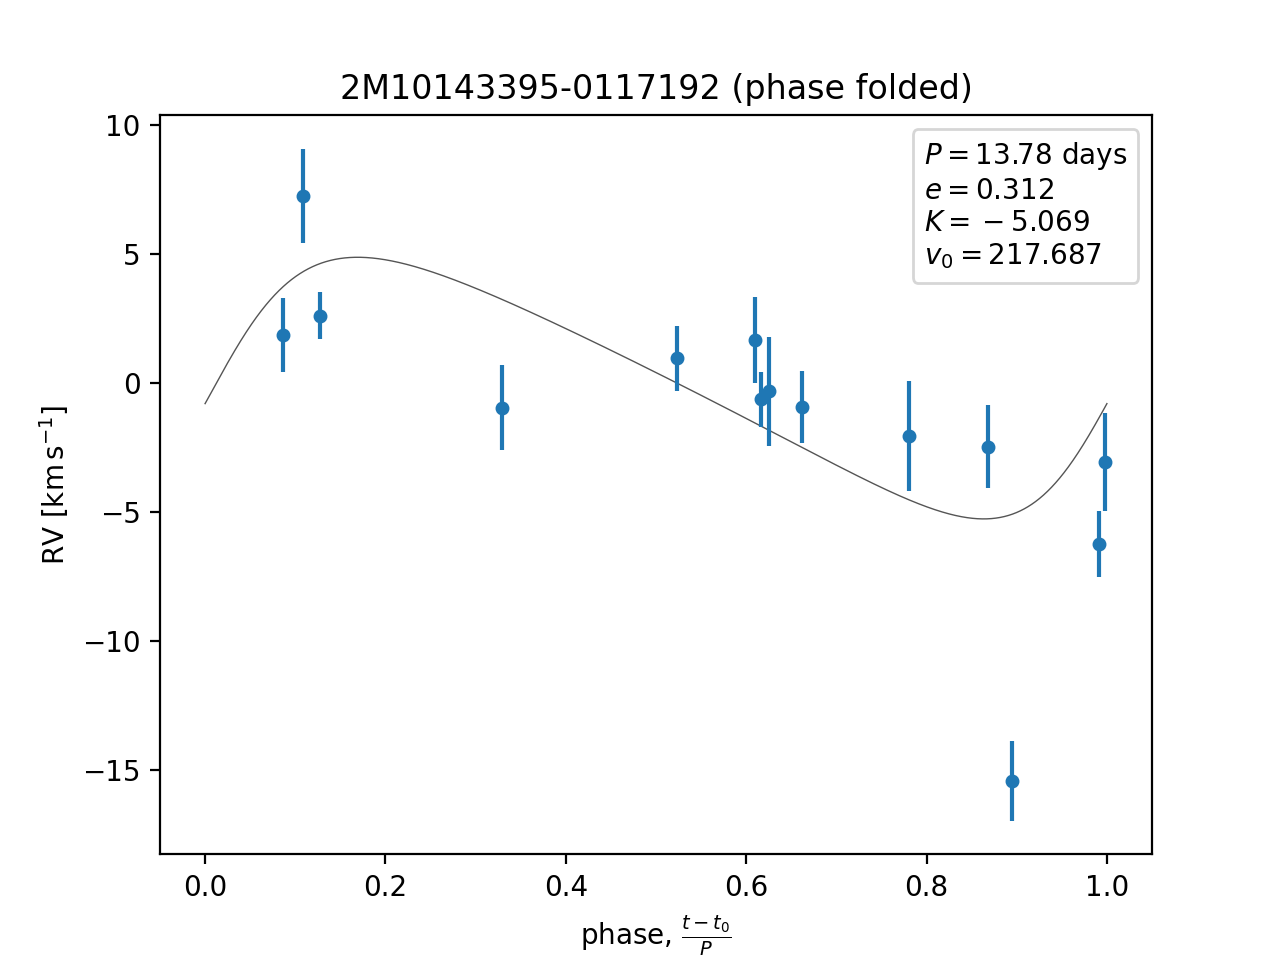 2M10143395-0117192 (phase folded)
P = 13.78 days
e = 0.312
K = −5.069
v₀ = 217.687
RV [km s⁻¹]
10
5
0
−5
−10
−15
0.0 0.2 0.4 0.6 0.8 1.0
phase, (t − t₀)/P